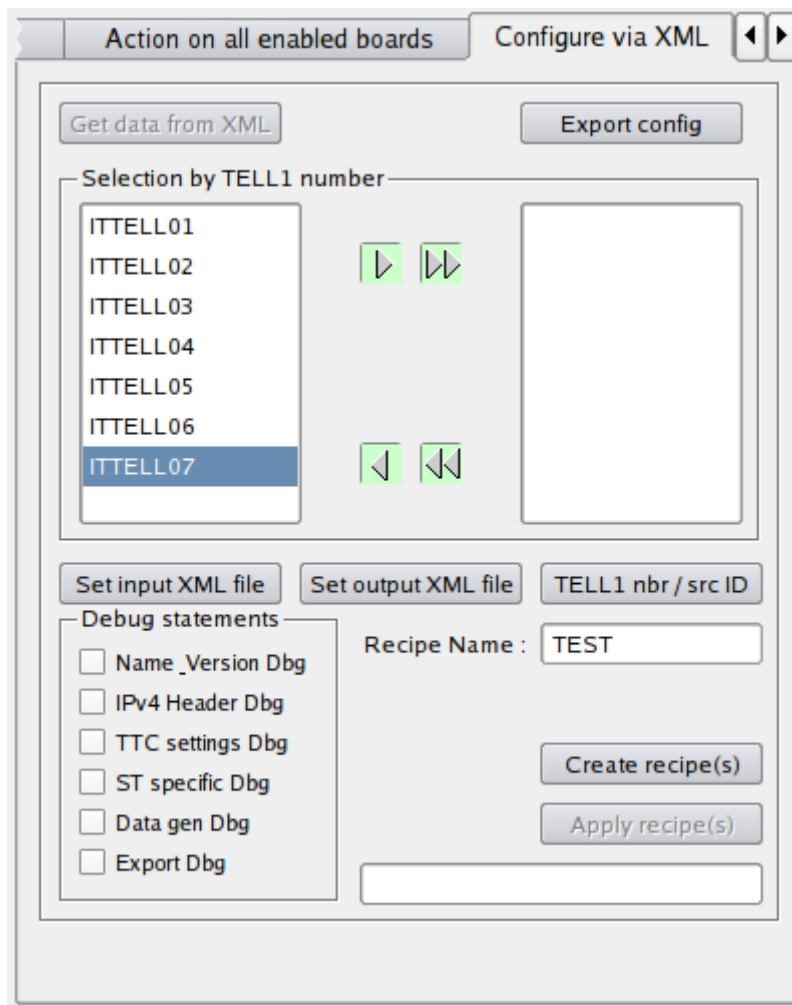 Action on all enabled boards Configure via XML
Get data from XML Export config
Selection by TELL1 number
ITTELL01
ITTELL02
ITTELL03
ITTELL04
ITTELL05
ITTELL06
ITTELL07
Set input XML file Set output XML file TELL1 nbr / src ID
Debug statements
Recipe Name : TEST
Name_Version Dbg
IPv4 Header Dbg
TTC settings Dbg
ST specific Dbg
Data gen Dbg
Export Dbg
Create recipe(s)
Apply recipe(s)